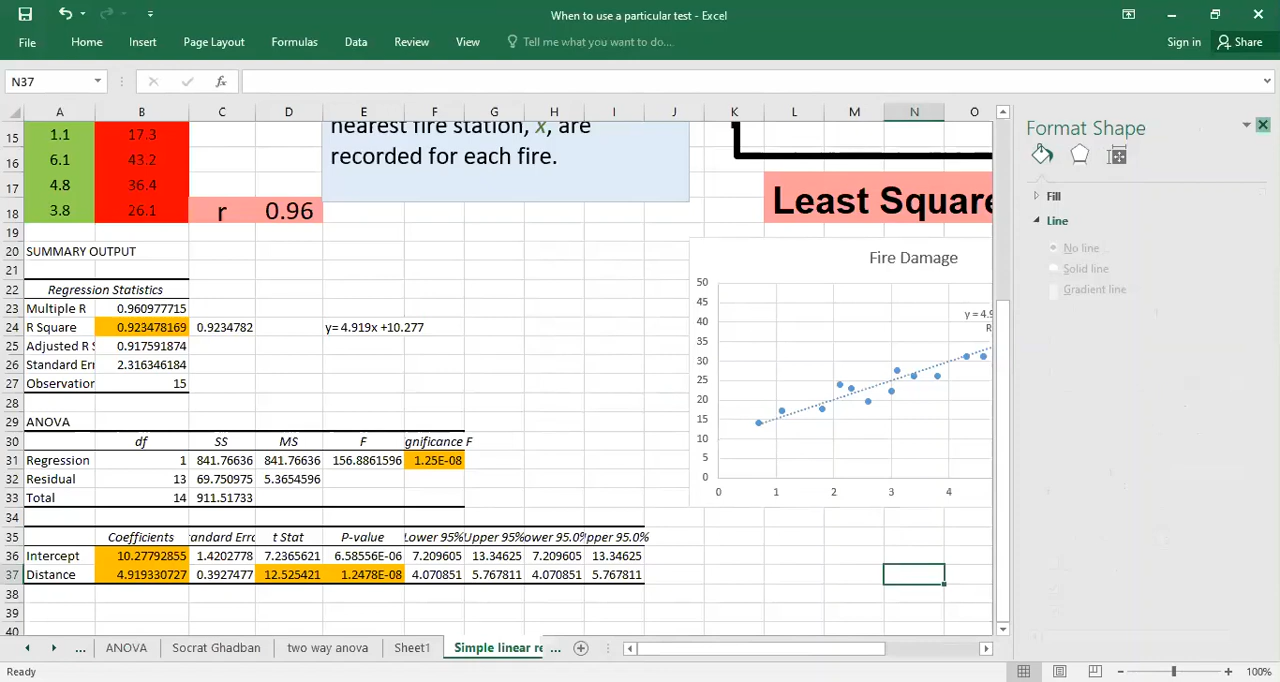 When to use a particular test - Excel
File Home Insert Page Layout Formulas Data Review View Tell me what you want to do... Sign in Share
N37 fx
A B C D E F G H I J K L M N O
15 1.1 17.3 nearest fire station, x, are
16 6.1 43.2 recorded for each fire.
17 4.8 36.4
18 3.8 26.1 r 0.96
Least Square
19
20 SUMMARY OUTPUT
21
22 Regression Statistics
23 Multiple R 0.960977715
24 R Square 0.923478169 0.9234782 y= 4.919x +10.277
25 Adjusted R S 0.917591874
26 Standard Err 2.316346184
27 Observation 15
28
29 ANOVA
30 df SS MS F gnificance F
31 Regression 1 841.76636 841.76636 156.8861596 1.25E-08
32 Residual 13 69.750975 5.3654596
33 Total 14 911.51733
34
35 Coefficients andard Erro t Stat P-value Lower 95% Upper 95% ower 95.0% pper 95.0%
36 Intercept 10.27792855 1.4202778 7.2365621 6.58556E-06 7.209605 13.34625 7.209605 13.34625
37 Distance 4.919330727 0.3927477 12.525421 1.2478E-08 4.070851 5.767811 4.070851 5.767811
38
39
40
Fire Damage
50
45
40
35
30
25
20
15
10
5
0
0 1 2 3 4
y = 4.9
R
Format Shape
Fill
Line
No line
Solid line
Gradient line
... ANOVA Socrat Ghadban two way anova Sheet1 Simple linear re ...
Ready 100%